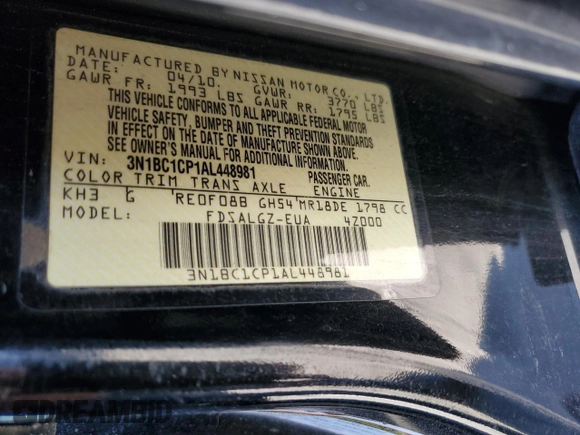 MANUFACTURED BY NISSAN MOTOR CO., LTD.
DATE: 04/10 GVWR: 3770 LBS
GAWR FR: 1993 LBS GAWR RR: 1795 LBS
THIS VEHICLE CONFORMS TO ALL APPLICABLE FEDERAL MOTOR
VEHICLE SAFETY, BUMPER AND THEFT PREVENTION STANDARDS
IN EFFECT ON THE DATE OF MANUFACTURE SHOWN ABOVE.
SEE OWNER'S MANUAL FOR ADDITIONAL INFORMATION.
VIN: 3N1BC1CP1AL448981 PASSENGER CAR
COLOR TRIM TRANS AXLE ENGINE
KH3 G RE0F08B GH54 MR18DE 1798 CC
MODEL: FDSALGZ-EUA 4Z000
3N1BC1CP1AL448981
DREAMBID